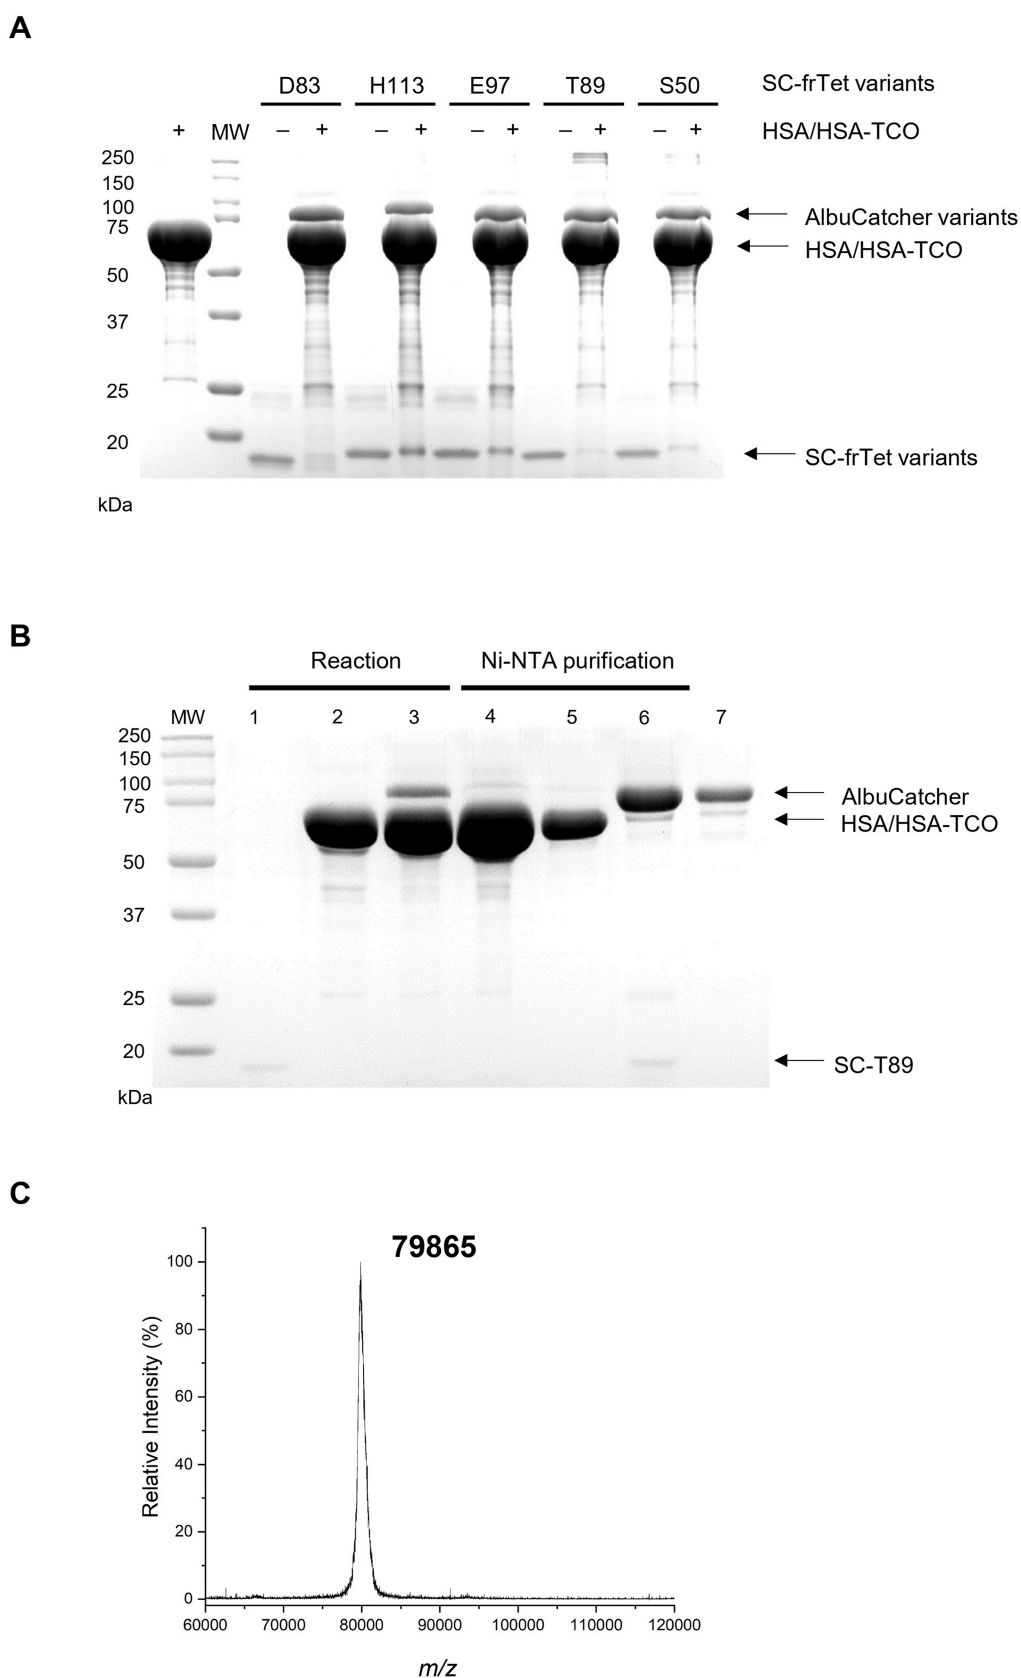 A
D83 H113 E97 T89 S50 SC-frTet variants
+ MW – + – + – + – + – + HSA/HSA-TCO
250
150
100
75
50
37
25
20
kDa
AlbuCatcher variants
HSA/HSA-TCO
SC-frTet variants
B
Reaction Ni-NTA purification
MW 1 2 3 4 5 6 7
250
150
100
75
50
37
25
20
kDa
AlbuCatcher
HSA/HSA-TCO
SC-T89
C
79865
Relative Intensity (%)
100
80
60
40
20
0
60000 70000 80000 90000 100000 110000 120000
m/z